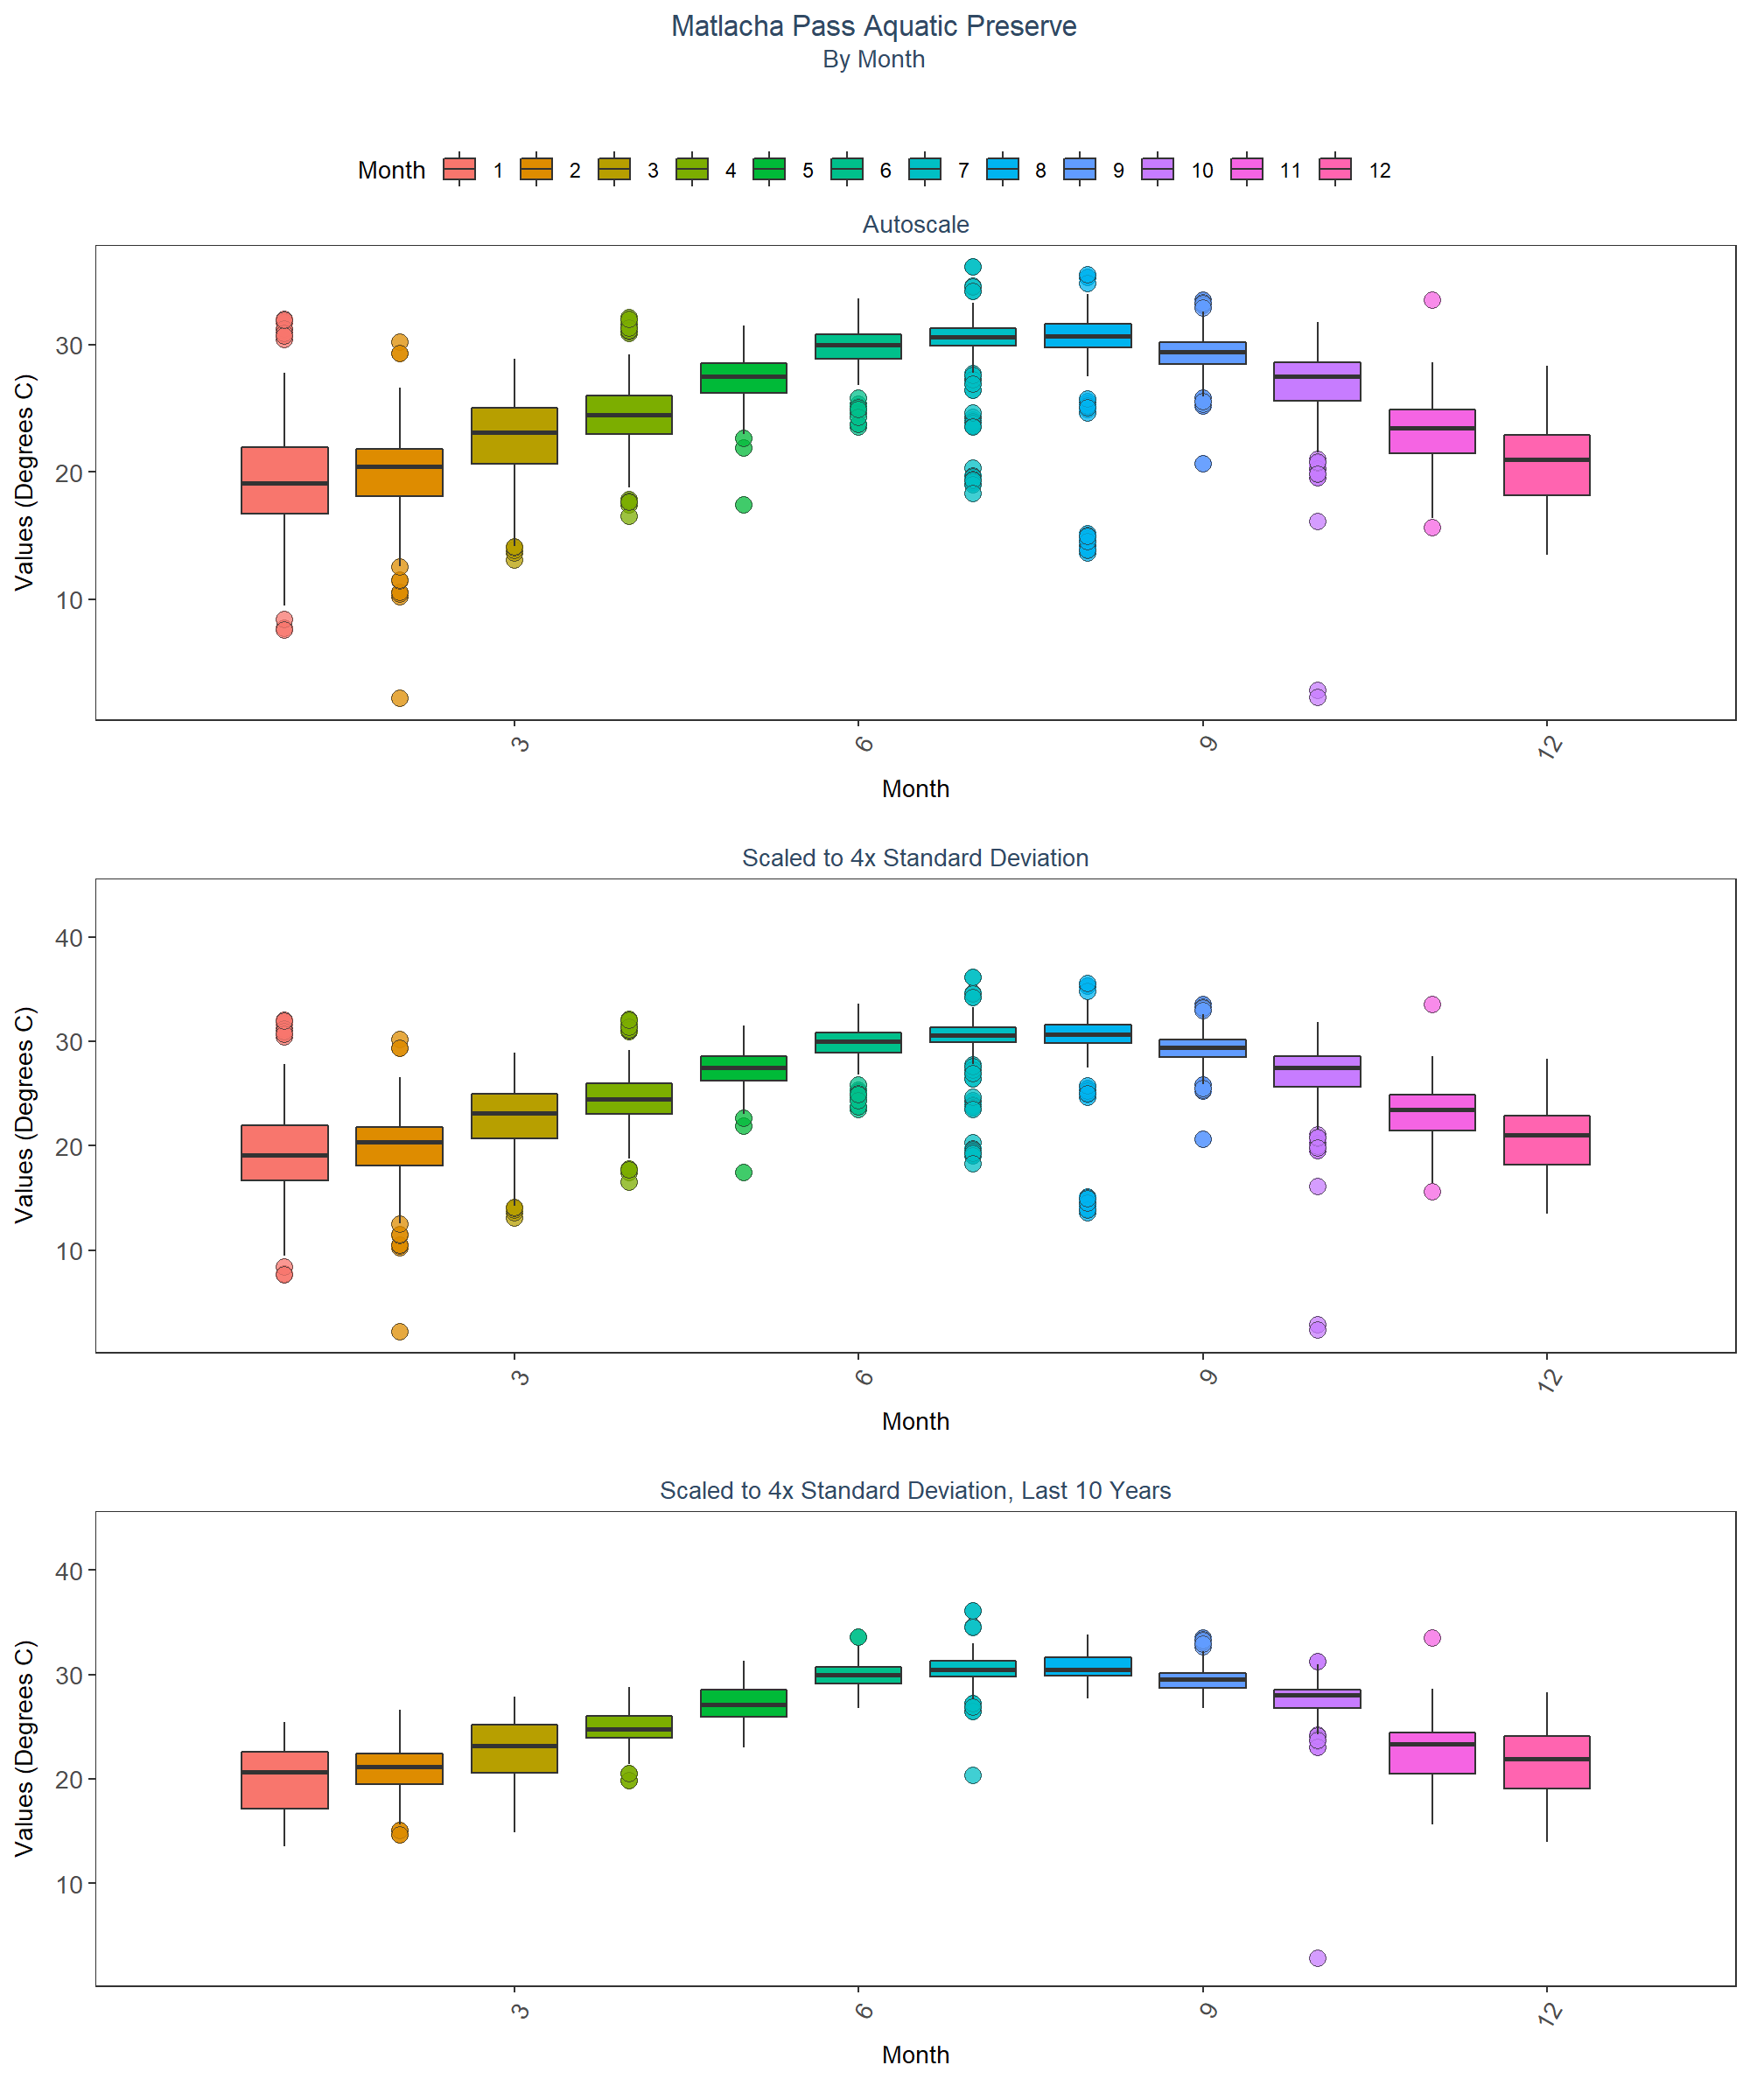 Matlacha Pass Aquatic Preserve
By Month
Month 1 2 3 4 5 6 7 8 9 10 11 12
Autoscale
Values (Degrees C)
30
20
10
3 6 9 12
Month
Scaled to 4x Standard Deviation
Values (Degrees C)
40
30
20
10
3 6 9 12
Month
Scaled to 4x Standard Deviation, Last 10 Years
Values (Degrees C)
40
30
20
10
3 6 9 12
Month